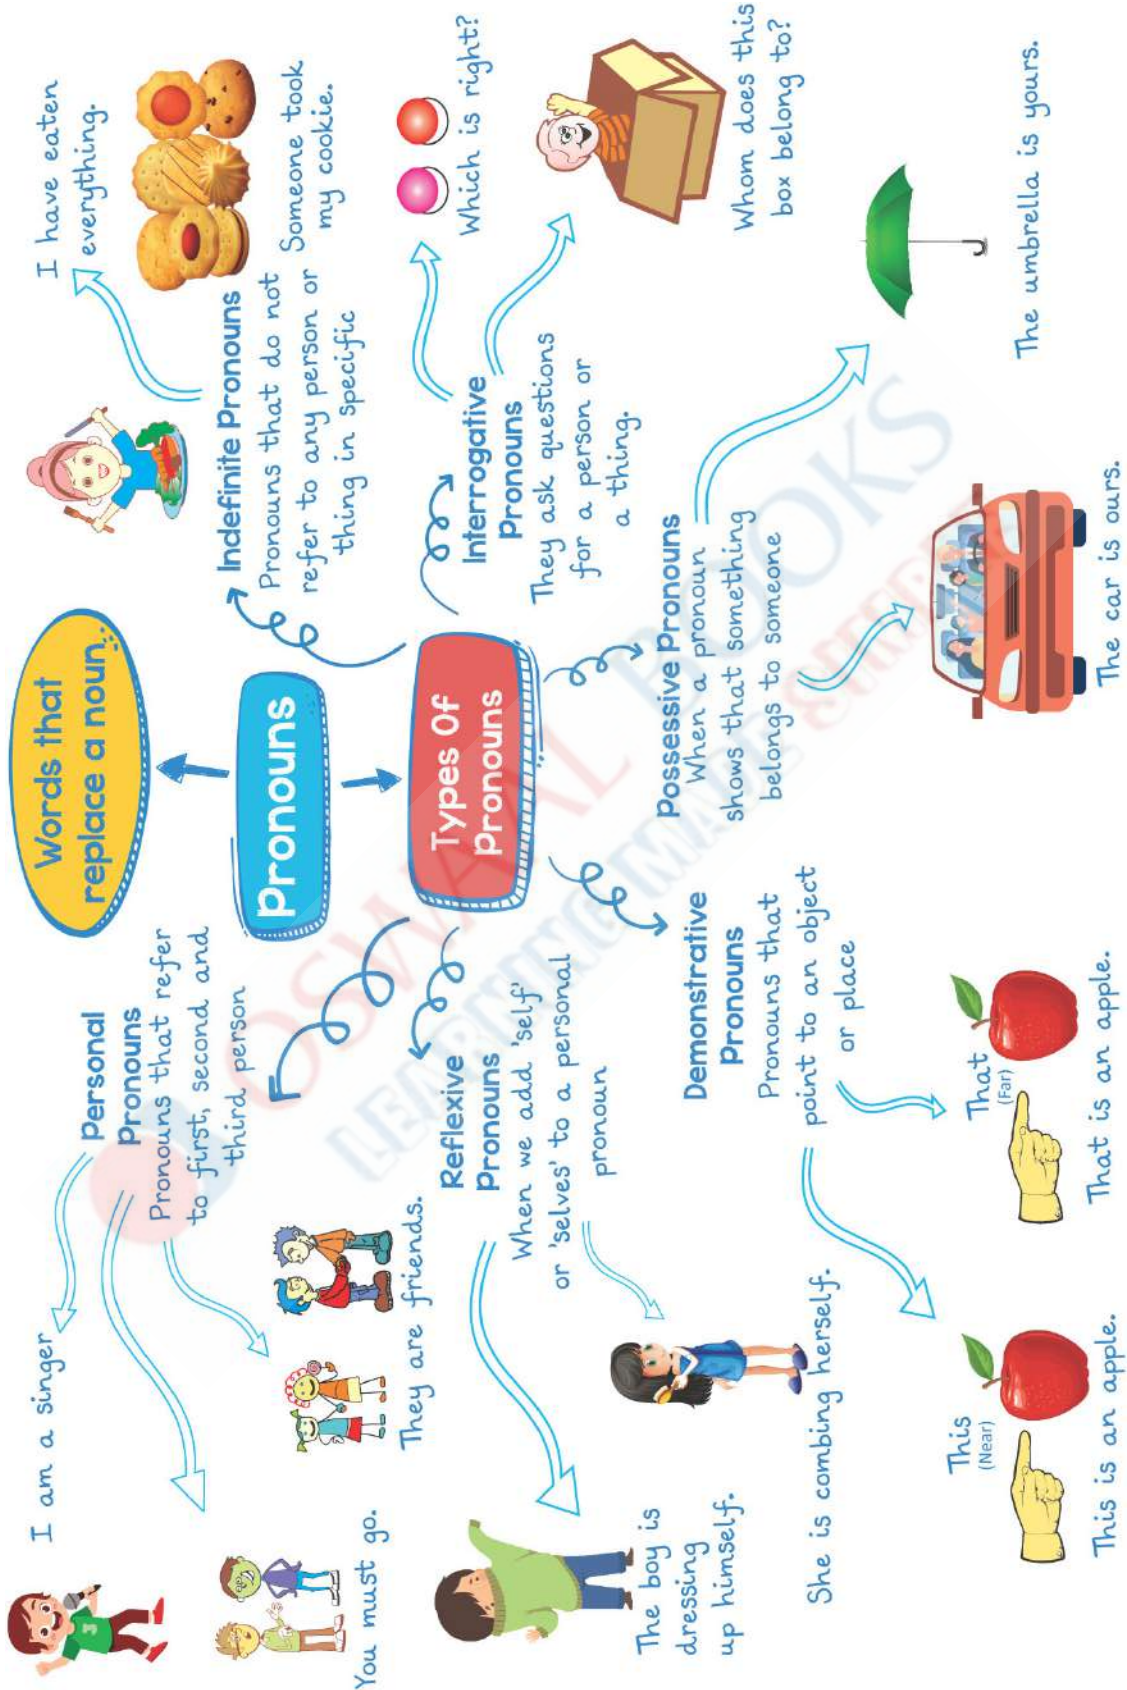 Words that
replace a noun
Pronouns
Types Of
Pronouns
Personal
Pronouns
Pronouns that refer
to first, second and
third person
I am a singer
You must go.
They are friends.
Reflexive
Pronouns
When we add 'self'
or 'selves' to a personal
pronoun
The boy is
dressing
up himself.
She is combing herself.
Demonstrative
Pronouns
Pronouns that
point to an object
or place
This
(Near)
This is an apple.
That
(Far)
That is an apple.
Possessive Pronouns
When a pronoun
shows that something
belongs to someone
The car is ours.
The umbrella is yours.
Interrogative
Pronouns
They ask questions
for a person or
a thing.
Which is right?
Whom does this
box belong to?
Indefinite Pronouns
Pronouns that do not
refer to any person or
thing in specific
I have eaten
everything.
Someone took
my cookie.
OSWAAL BOOKS
LEARNING MADE SIMPLE